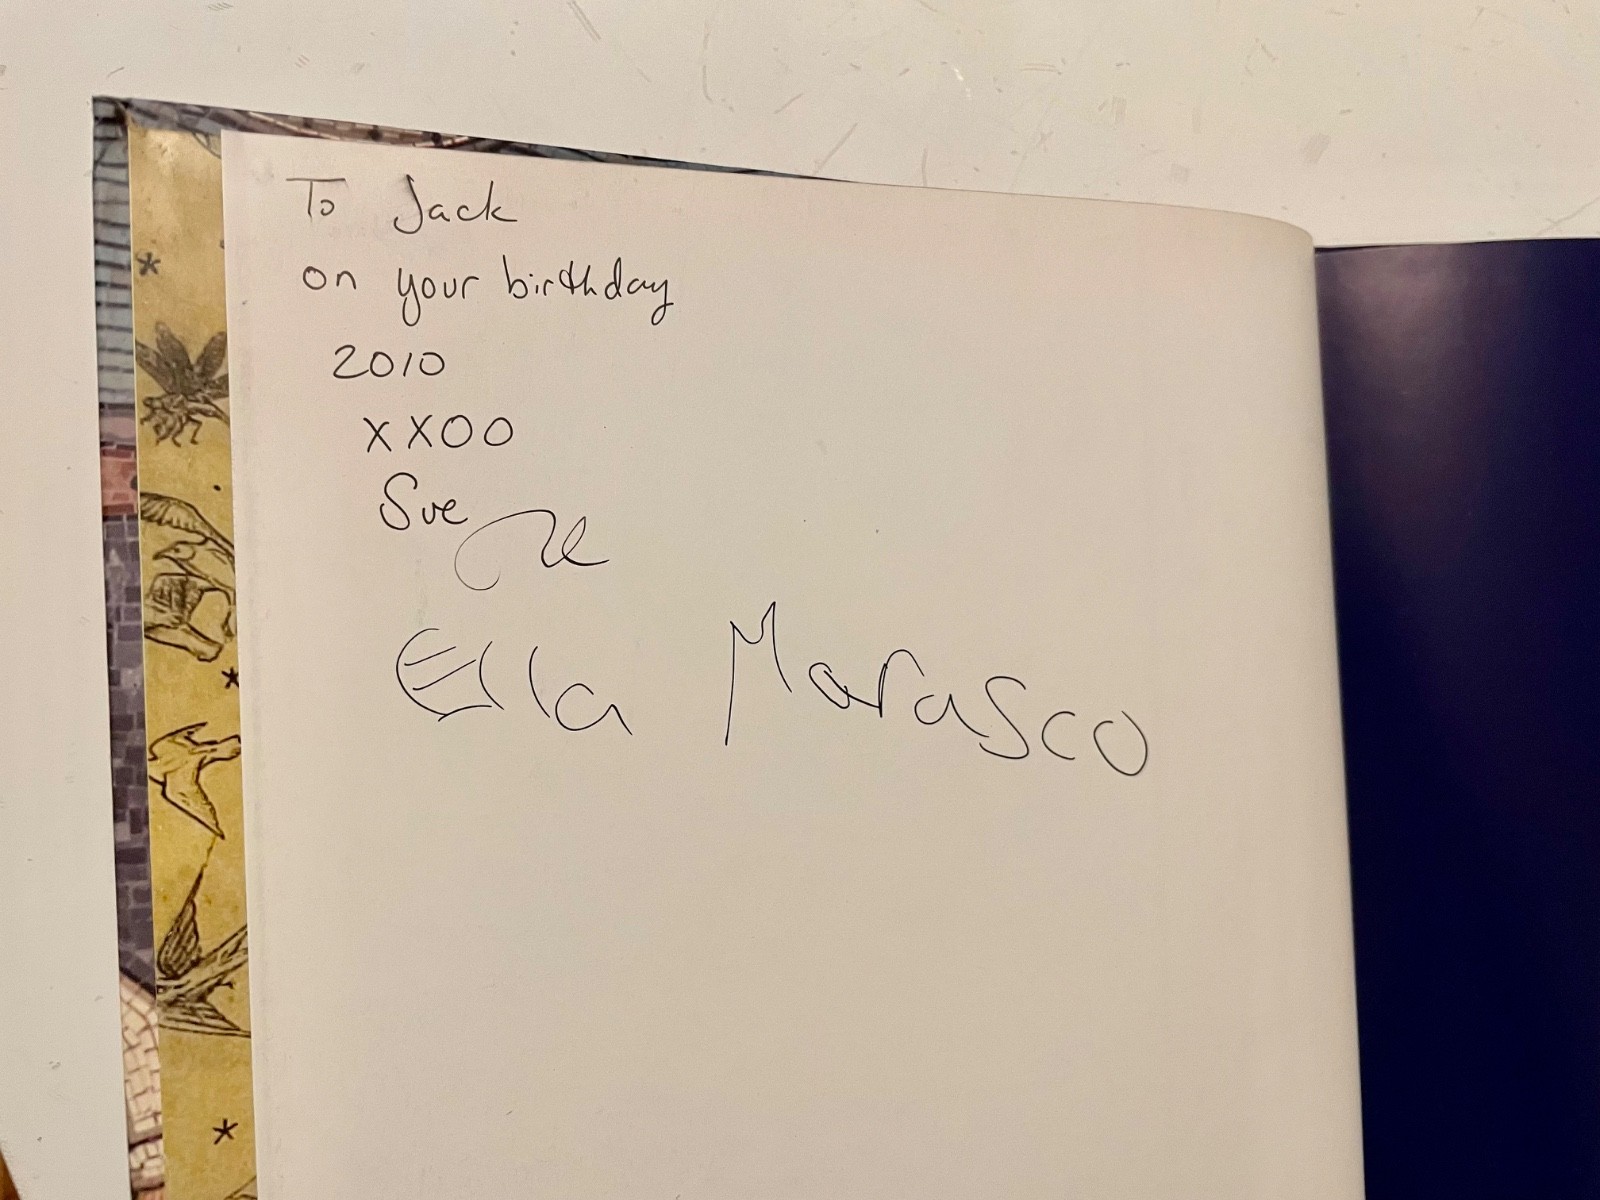 To Jack
on your birthday
2010
XXOO
Sue
Ella Marasco